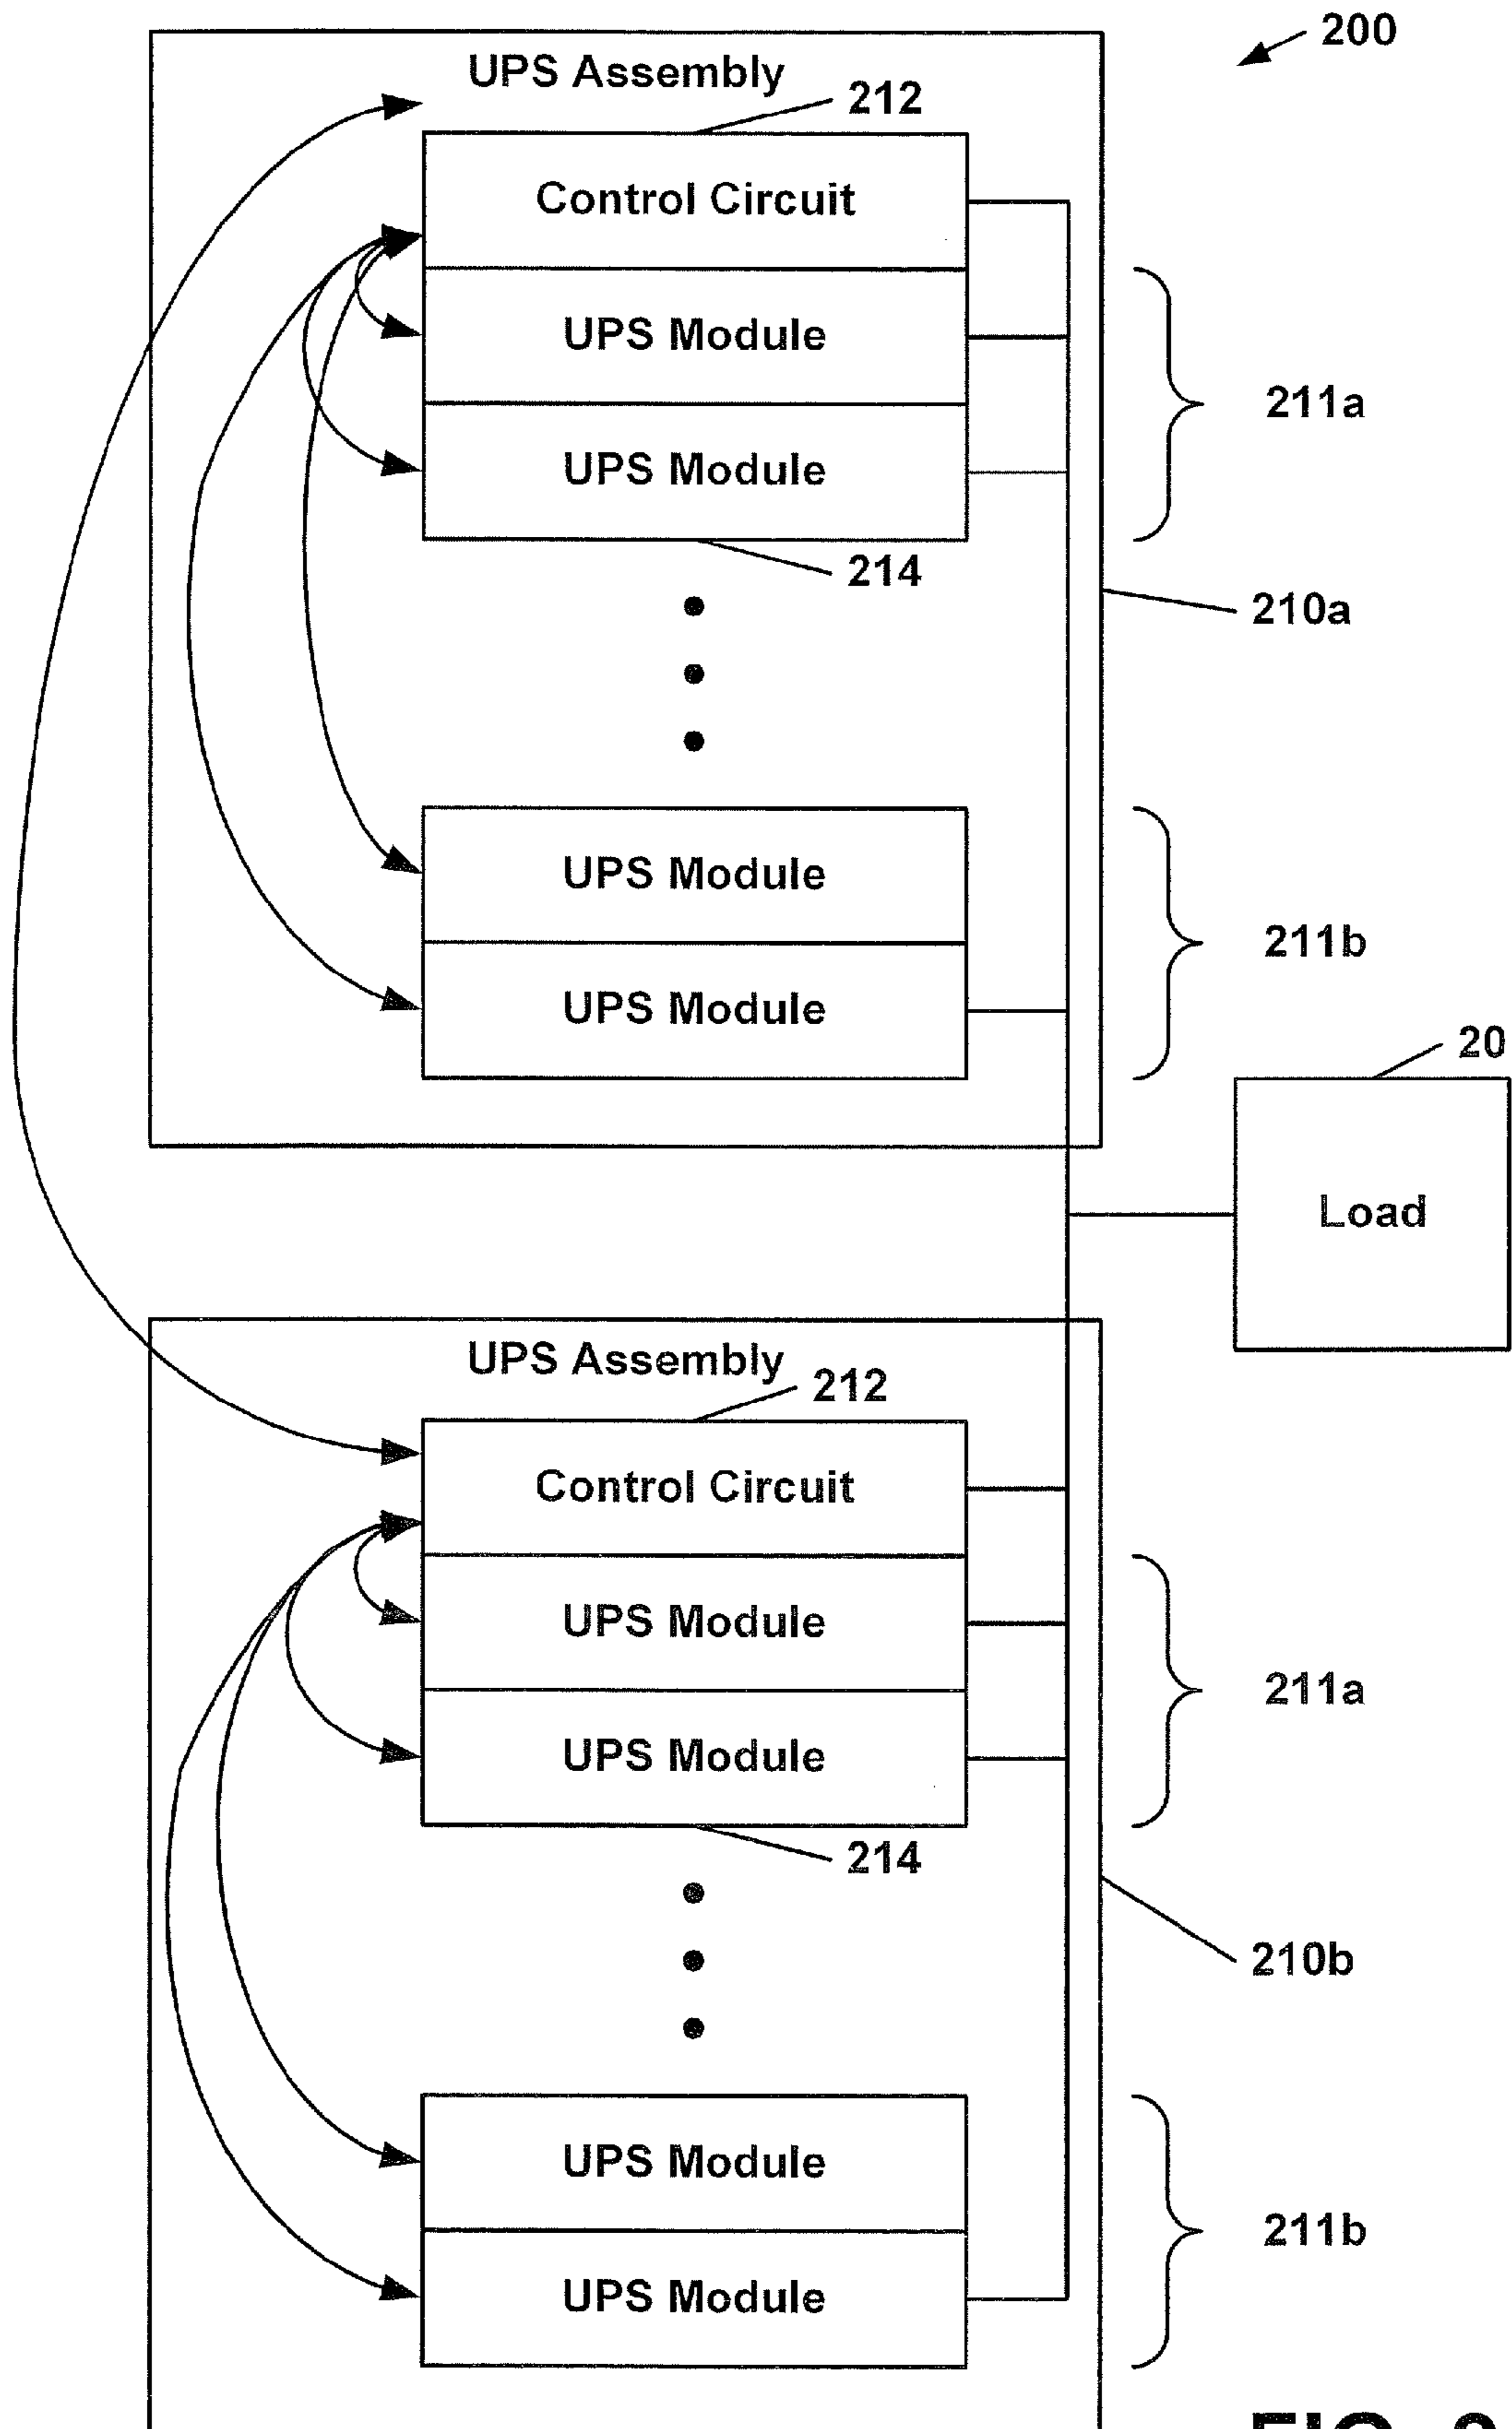 200
UPS Assembly
212
Control Circuit
UPS Module
211a
UPS Module
214
210a
UPS Module
211b
UPS Module
20
Load
UPS Assembly
212
Control Circuit
UPS Module
211a
UPS Module
214
210b
UPS Module
211b
UPS Module